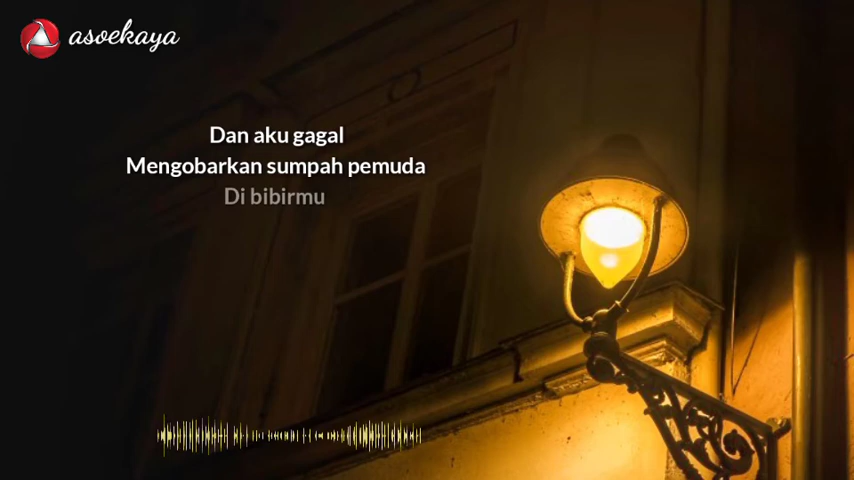 asoekaya
Dan aku gagal
Mengobarkan sumpah pemuda
Di bibirmu